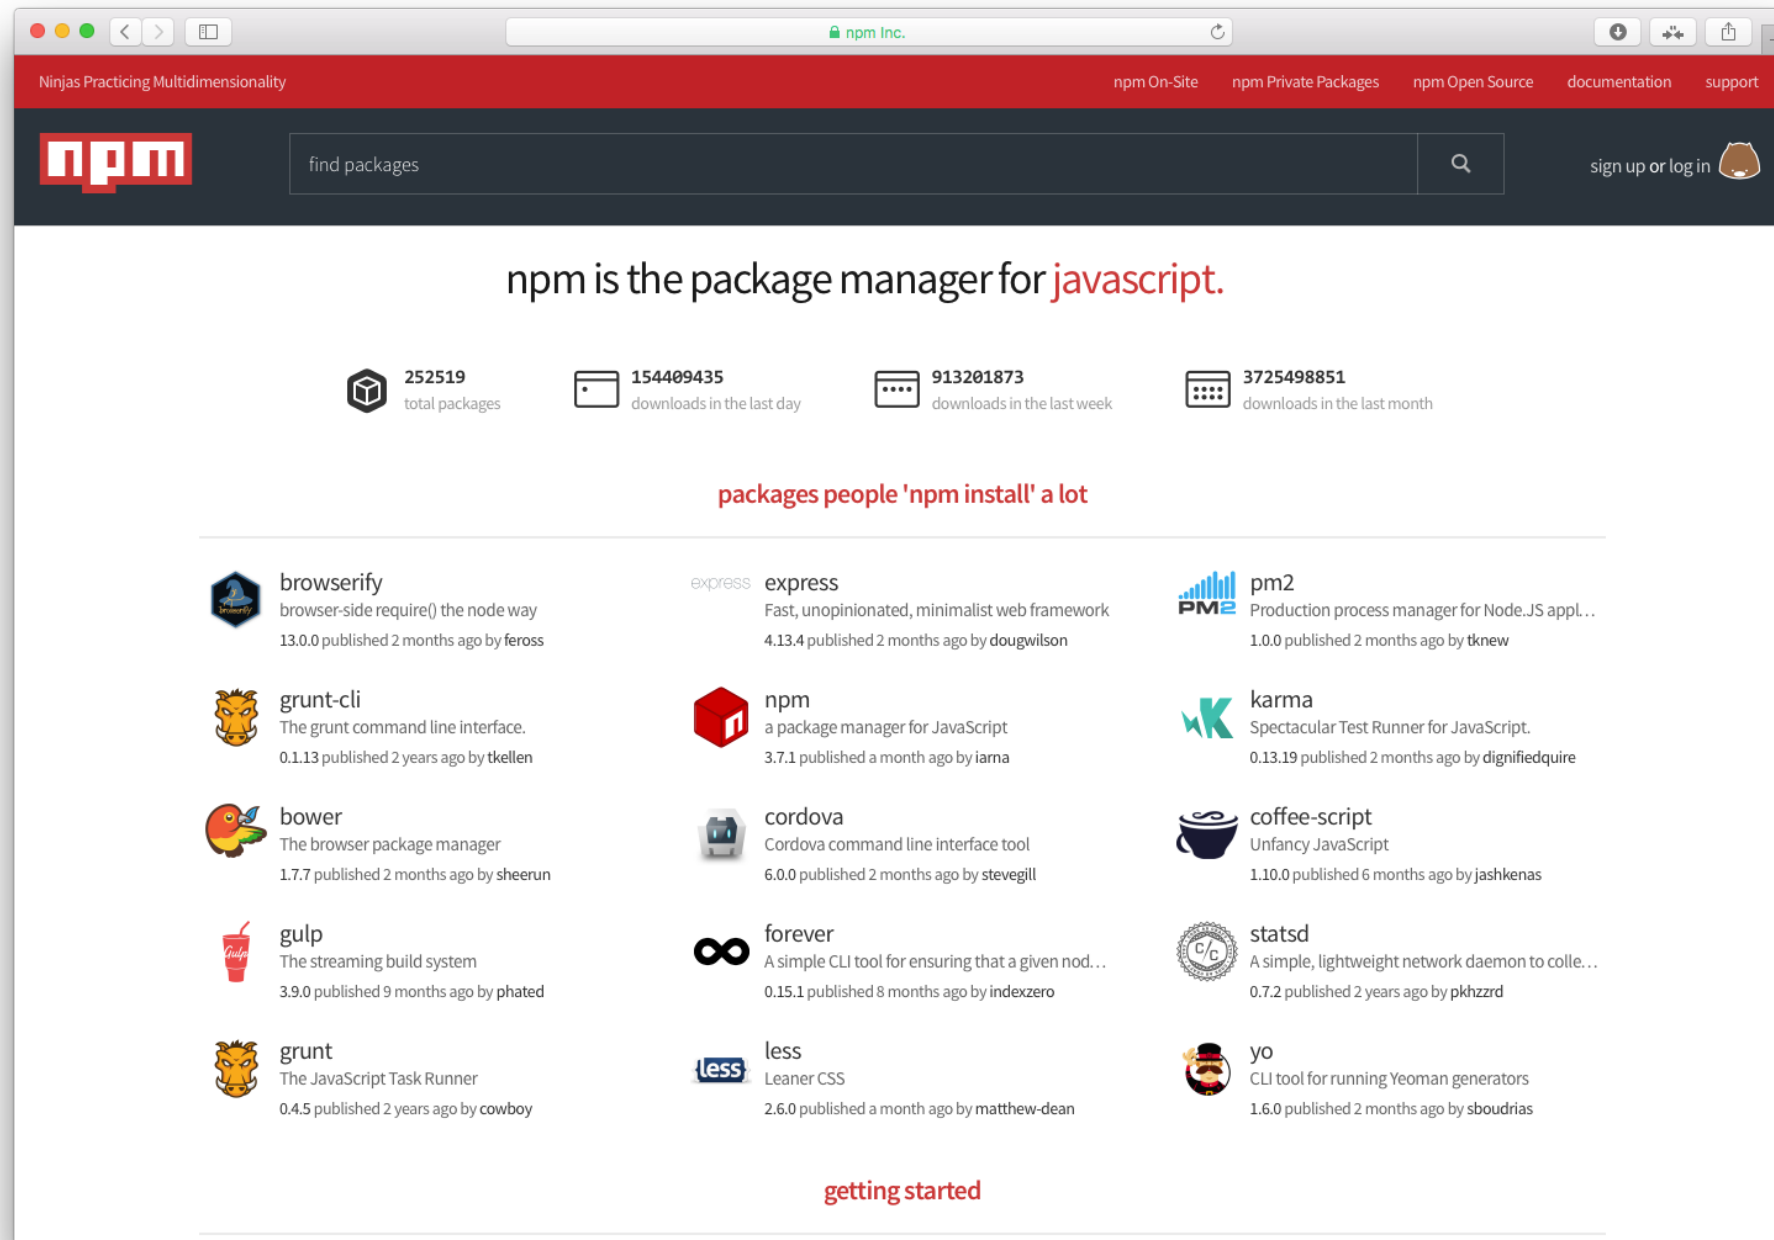 npm Inc.
Ninjas Practicing Multidimensionality
npm On-Site npm Private Packages npm Open Source documentation support
npm
find packages
sign up or log in
npm is the package manager for javascript.
252519
total packages
154409435
downloads in the last day
913201873
downloads in the last week
3725498851
downloads in the last month
packages people 'npm install' a lot
browserify
browserify
browser-side require() the node way
13.0.0 published 2 months ago by feross
express
express
Fast, unopinionated, minimalist web framework
4.13.4 published 2 months ago by dougwilson
PM2
pm2
Production process manager for Node.JS appl…
1.0.0 published 2 months ago by tknew
grunt-cli
The grunt command line interface.
0.1.13 published 2 years ago by tkellen
n
npm
a package manager for JavaScript
3.7.1 published a month ago by iarna
K
karma
Spectacular Test Runner for JavaScript.
0.13.19 published 2 months ago by dignifiedquire
bower
The browser package manager
1.7.7 published 2 months ago by sheerun
cordova
Cordova command line interface tool
6.0.0 published 2 months ago by stevegill
coffee-script
Unfancy JavaScript
1.10.0 published 6 months ago by jashkenas
Gulp
gulp
The streaming build system
3.9.0 published 9 months ago by phated
forever
A simple CLI tool for ensuring that a given nod…
0.15.1 published 8 months ago by indexzero
C/C
statsd
A simple, lightweight network daemon to colle…
0.7.2 published 2 years ago by pkhzzrd
grunt
The JavaScript Task Runner
0.4.5 published 2 years ago by cowboy
less
less
Leaner CSS
2.6.0 published a month ago by matthew-dean
yo
CLI tool for running Yeoman generators
1.6.0 published 2 months ago by sboudrias
getting started